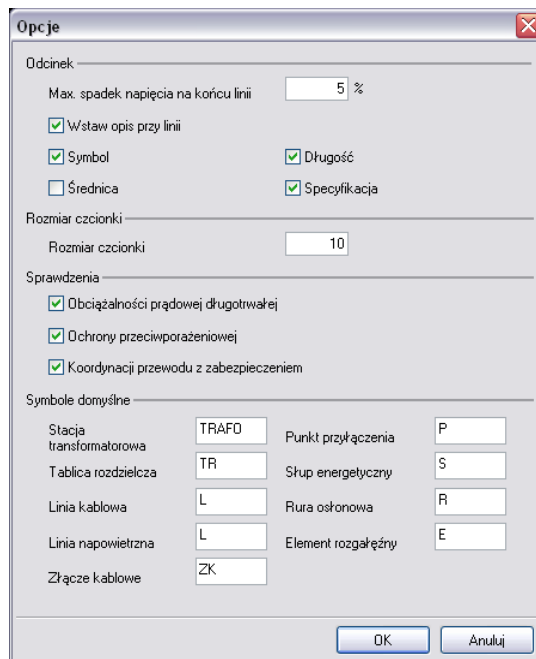 Opcje
Odcinek
Max. spadek napięcia na końcu linii 5 %
Wstaw opis przy linii
Symbol Długość
Średnica Specyfikacja
Rozmiar czcionki
Rozmiar czcionki 10
Sprawdzenia
Obciążalności prądowej długotrwałej
Ochrony przeciwporażeniowej
Koordynacji przewodu z zabezpieczeniem
Symbole domyślne
Stacja
transformatorowa TRAFO Punkt przyłączenia P
Tablica rozdzielcza TR Słup energetyczny S
Linia kablowa L Rura osłonowa R
Linia napowietrzna L Element rozgałęźny E
Złącze kablowe ZK
OK Anuluj